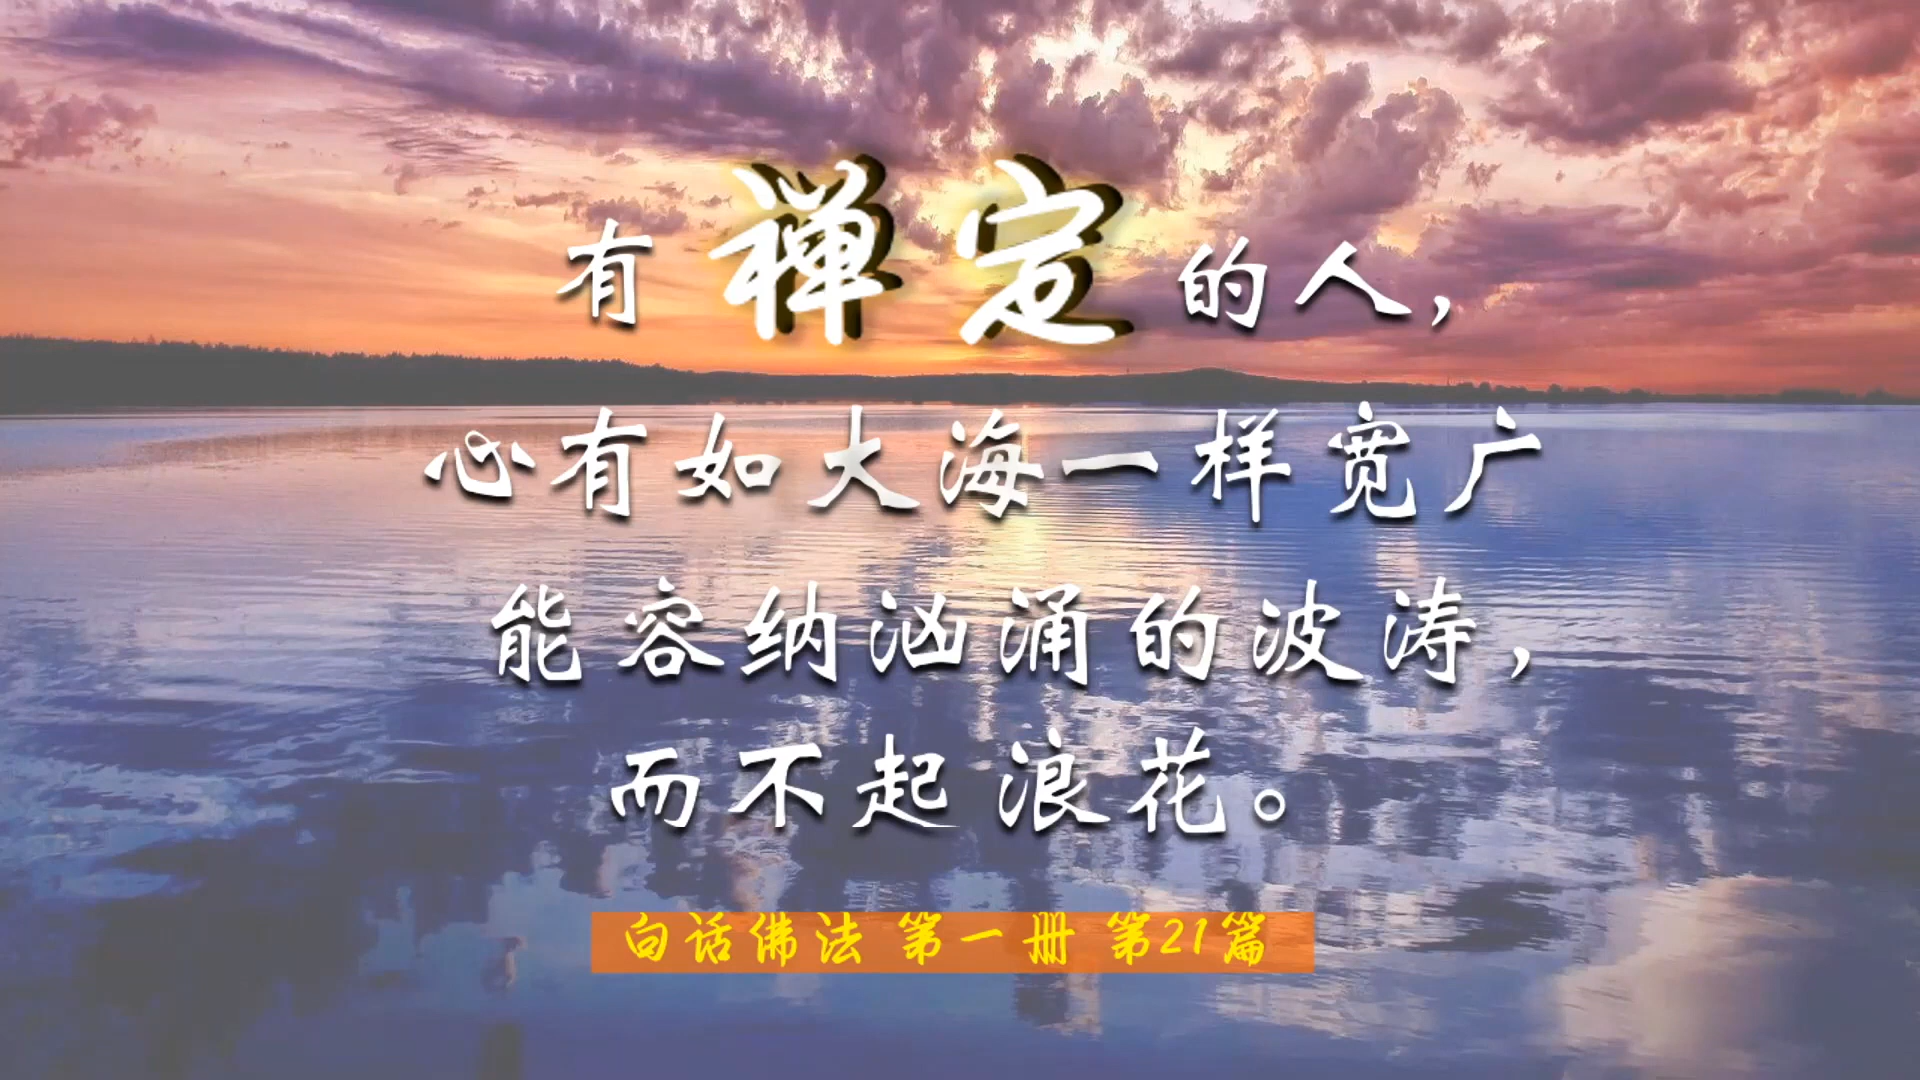 有禅定的人，
心有如大海一样宽广
能容纳汹涌的波涛，
而不起浪花。
白话佛法 第一册 第21篇